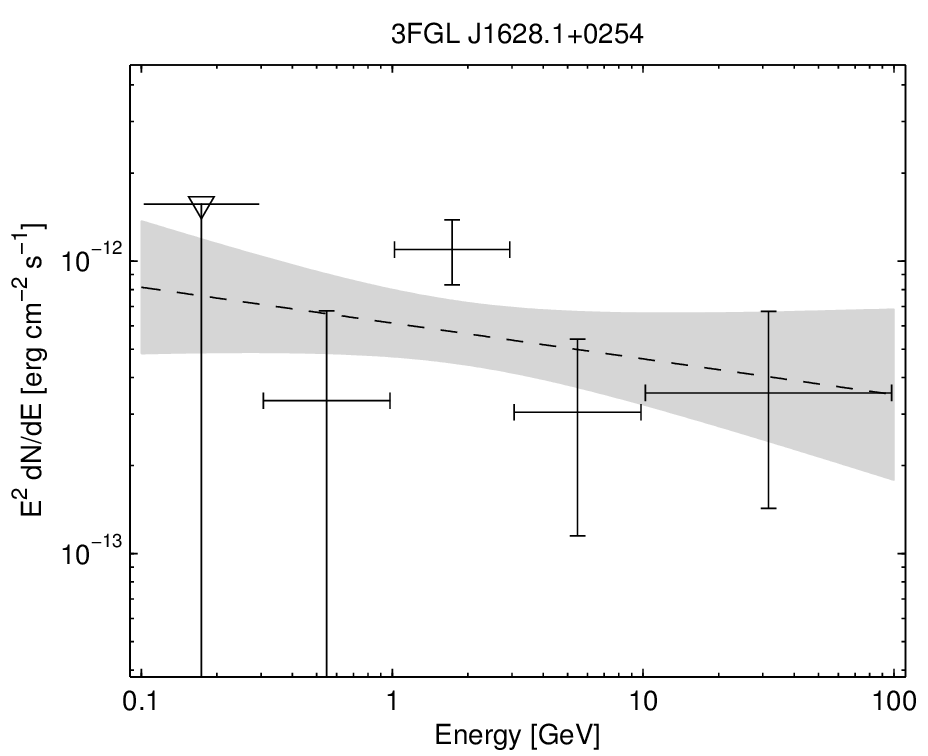 3FGL J1628.1+0254
E² dN/dE [erg cm⁻² s⁻¹]
10⁻¹²
10⁻¹³
0.1 1 10 100
Energy [GeV]